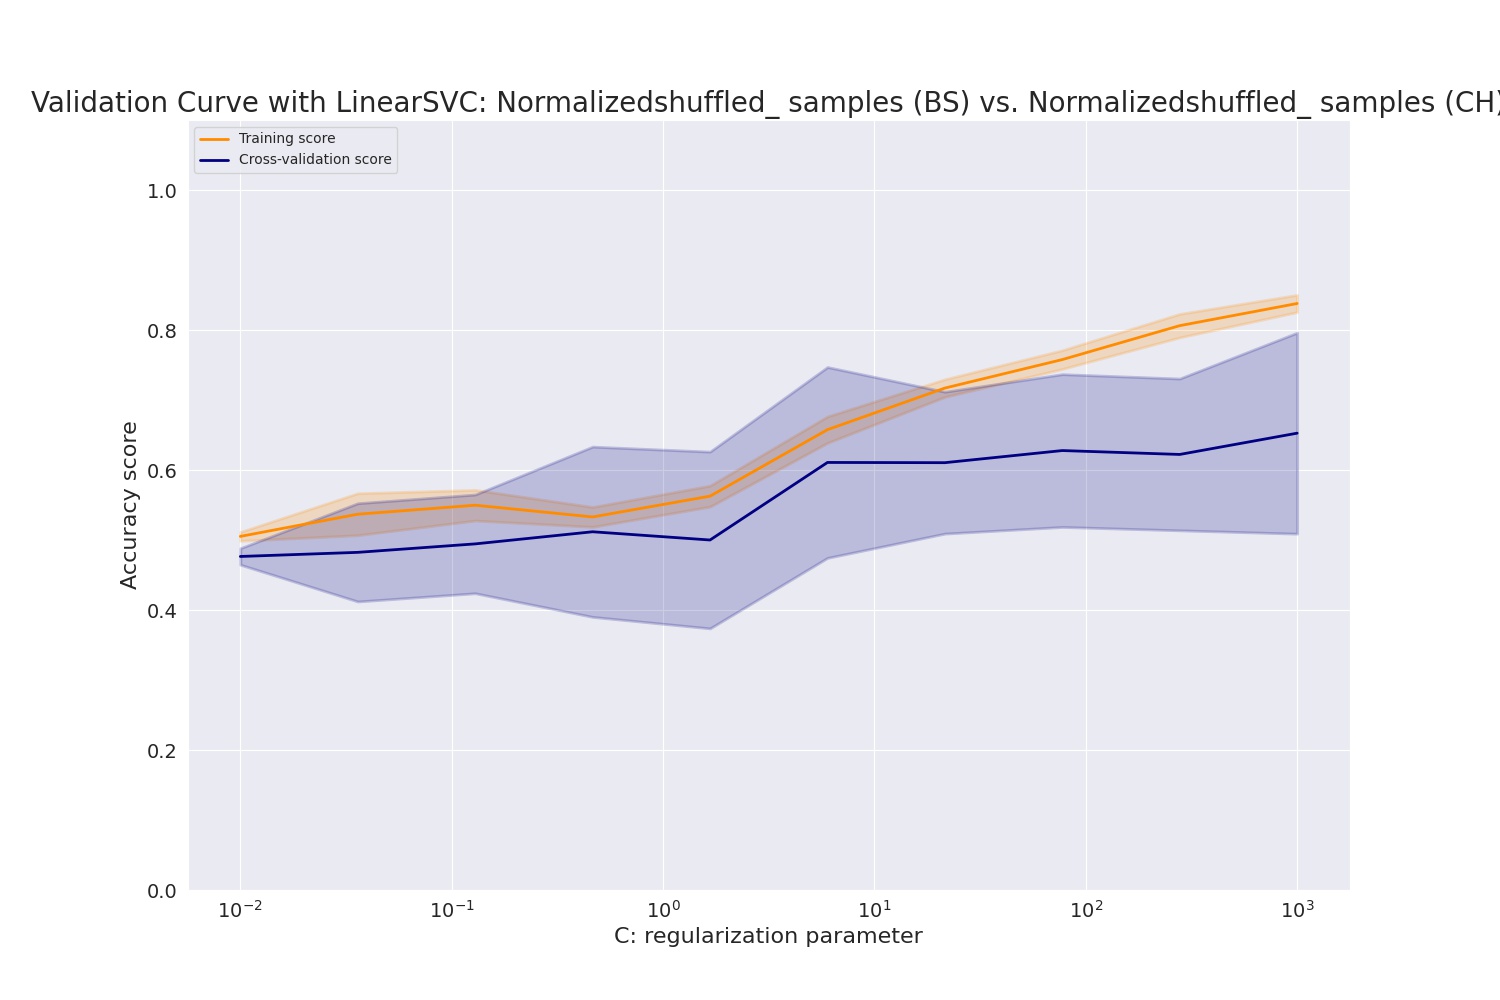 Validation Curve with LinearSVC: Normalizedshuffled_ samples (BS) vs. Normalizedshuffled_ samples (CH)
Training score
Cross-validation score
1.0
0.8
0.6
0.4
0.2
0.0
Accuracy score
10⁻² 10⁻¹ 10⁰ 10¹ 10² 10³
C: regularization parameter